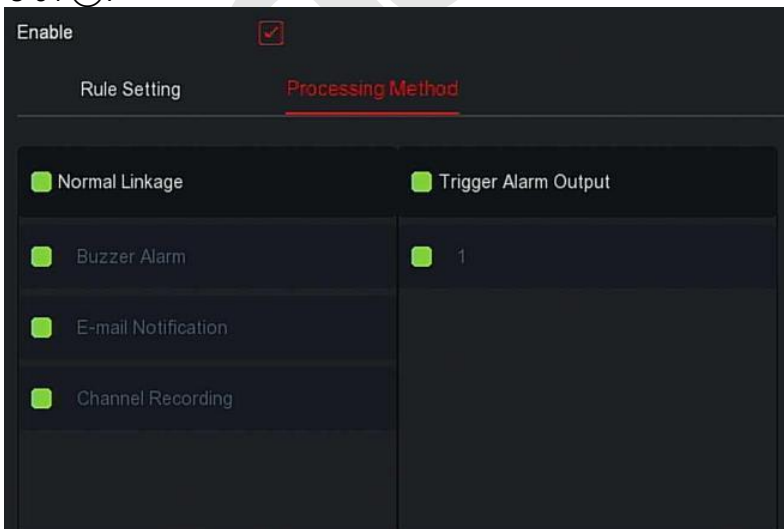 Enable
Rule Setting
Processing Method
Normal Linkage
Trigger Alarm Output
Buzzer Alarm
1
E-mail Notification
Channel Recording